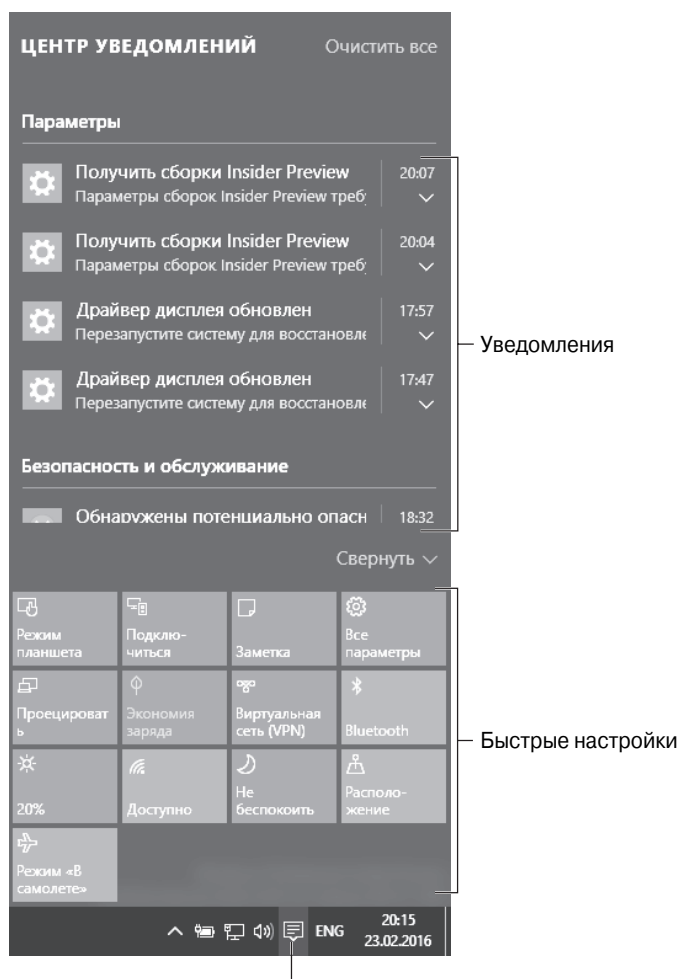 ЦЕНТР УВЕДОМЛЕНИЙ Очистить все
Параметры
Получить сборки Insider Preview 20:07
Параметры сборок Insider Preview треб
Получить сборки Insider Preview 20:04
Параметры сборок Insider Preview треб
Драйвер дисплея обновлен 17:57
Перезапустите систему для восстановле
Уведомления
Драйвер дисплея обновлен 17:47
Перезапустите систему для восстановле
Безопасность и обслуживание
Обнаружены потенциально опасн 18:32
Свернуть
Режим
планшета
Подклю-
читься
Заметка
Все
параметры
Проецироват
ь
Экономия
заряда
Виртуальная
сеть (VPN)
Bluetooth
Быстрые настройки
20%
Доступно
Не
беспокоить
Располо-
жение
Режим «В
самолете»
ENG 20:15
23.02.2016